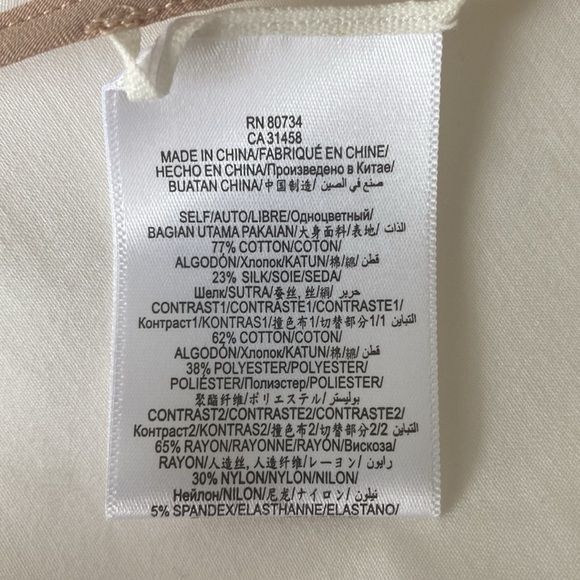 RN 80734
CA 31458
MADE IN CHINA/FABRIQUÉ EN CHINE/
HECHO EN CHINA/Произведено в Китае/
BUATAN CHINA/中国制造/ صنع في الصين/
SELF/AUTO/LIBRE/Одноцветный/
BAGIAN UTAMA PAKAIAN/大身面料/表地/ الذات
77% COTTON/COTON/
ALGODÓN/Хлопок/KATUN/棉/綿/ قطن
23% SILK/SOIE/SEDA/
Шелк/SUTRA/蚕丝, 丝/絹/ حرير
CONTRAST1/CONTRASTE1/CONTRASTE1/
Контраст1/KONTRAS1/撞色布1/切替部分1/1 التباين
62% COTTON/COTON/
ALGODÓN/Хлопок/KATUN/棉/綿/ قطن
38% POLYESTER/POLYESTER/
POLIÉSTER/Полиэстер/POLIESTER/
聚酯纤维/ポリエステル/ بوليستر
CONTRAST2/CONTRASTE2/CONTRASTE2/
Контраст2/KONTRAS2/撞色布2/切替部分2/2 التباين
65% RAYON/RAYONNE/RAYÓN/Вискоза/
RAYON/人造丝, 人造纤维/レーヨン/ رايون
30% NYLON/NYLON/NILON/
Нейлон/NILON/尼龙/ナイロン/ نيلون
5% SPANDEX/ELASTHANNE/ELASTANO/